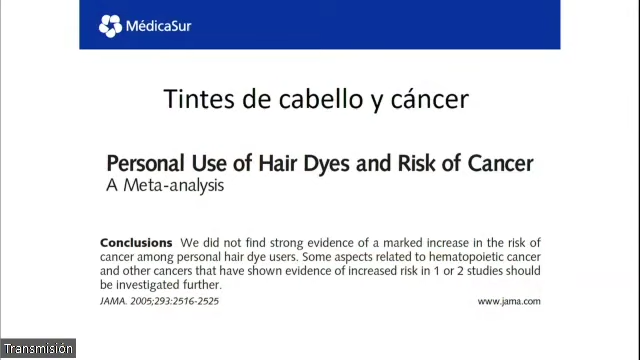 MédicaSur
Tintes de cabello y cáncer
Personal Use of Hair Dyes and Risk of Cancer
A Meta-analysis
Conclusions We did not find strong evidence of a marked increase in the risk of
cancer among personal hair dye users. Some aspects related to hematopoietic cancer
and other cancers that have shown evidence of increased risk in 1 or 2 studies should
be investigated further.
JAMA. 2005;293:2516-2525 www.jama.com
Transmisión